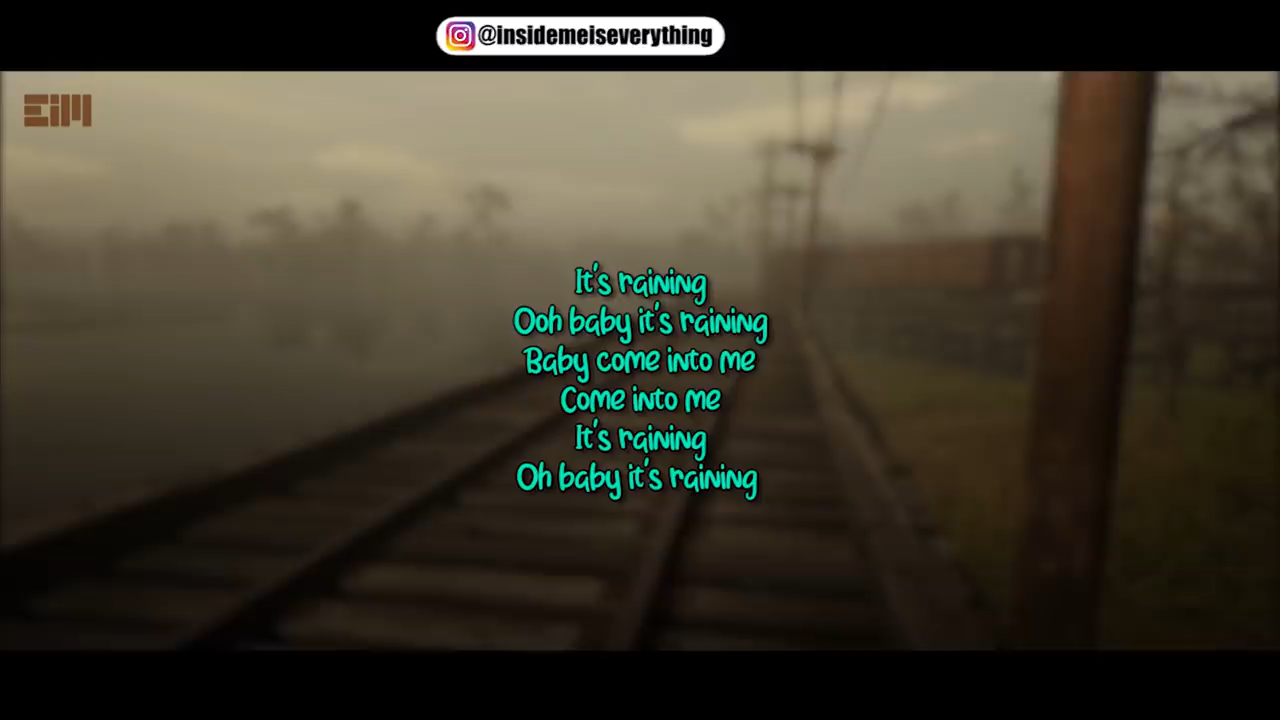 @insidemeiseverything
EiM
It's raining
Ooh baby it's raining
Baby come into me
Come into me
It's raining
Oh baby it's raining